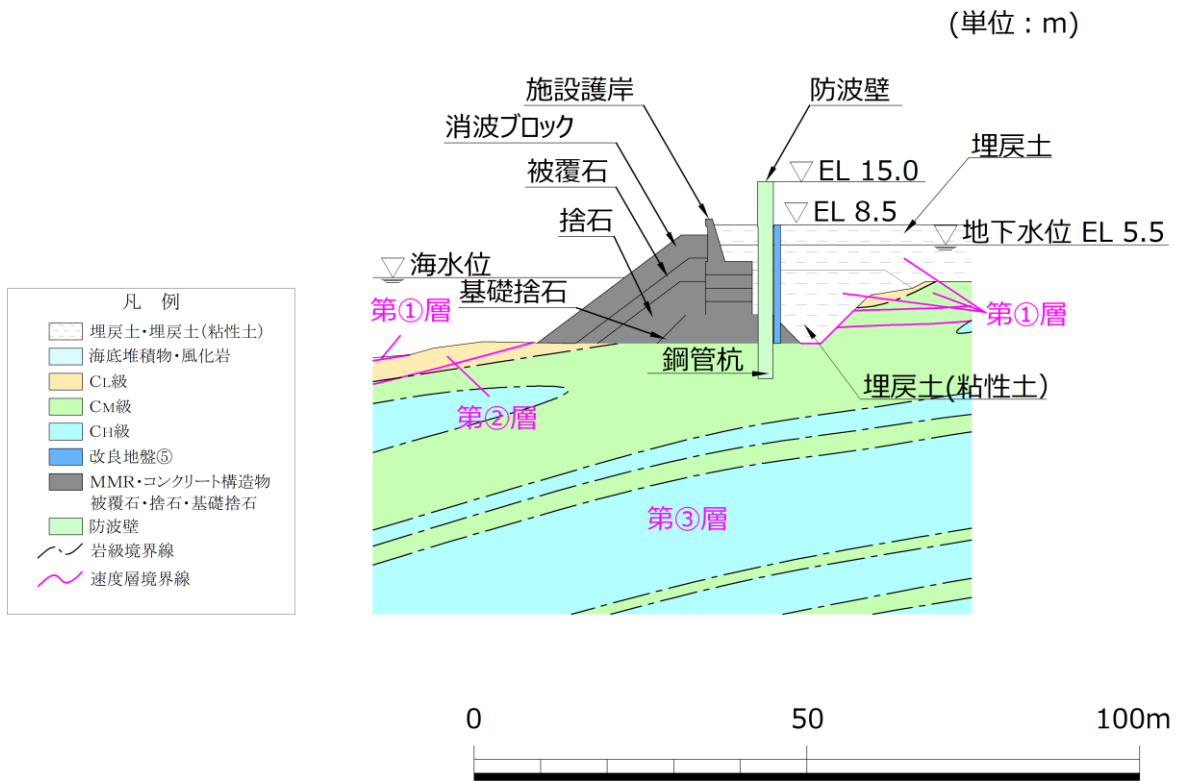 (単位：m)
施設護岸
防波壁
消波ブロック
埋戻土
被覆石
EL 15.0
EL 8.5
捨石
地下水位 EL 5.5
海水位
基礎捨石
第①層
第①層
鋼管杭
埋戻土(粘性土)
第②層
第③層
例
埋戻土・埋戻土(粘性土)
海底堆積物・風化岩
CL級
CM級
CH級
改良地盤⑤
MMR・コンクリート構造物
被覆石・捨石・基礎捨石
防波壁
岩級境界線
速度層境界線
0 50 100m